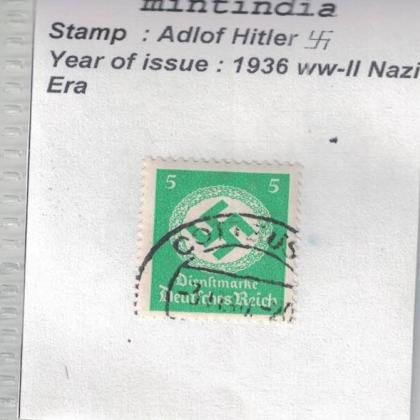 mintindia
Stamp : Adlof Hitler 卐
Year of issue : 1936 ww-II Nazi
Era
5 5
Dienstmarke
Deutsches Reich